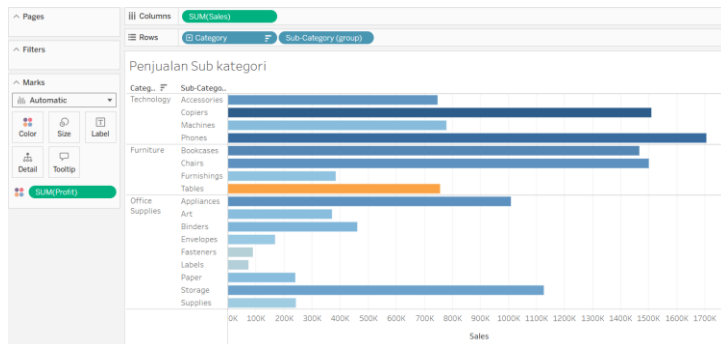 Pages
Columns
SUM(Sales)
Rows
Category
Sub-Category (group)
Filters
Marks
Automatic
Color
Size
Label
Detail
Tooltip
SUM(Profit)
Penjualan Sub kategori
Categ..
Sub-Catego..
Technology
Accessories
Copiers
Machines
Phones
Furniture
Bookcases
Chairs
Furnishings
Tables
Office
Supplies
Appliances
Art
Binders
Envelopes
Fasteners
Labels
Paper
Storage
Supplies
0K 100K 200K 300K 400K 500K 600K 700K 800K 900K 1000K 1100K 1200K 1300K 1400K 1500K 1600K 1700K
Sales